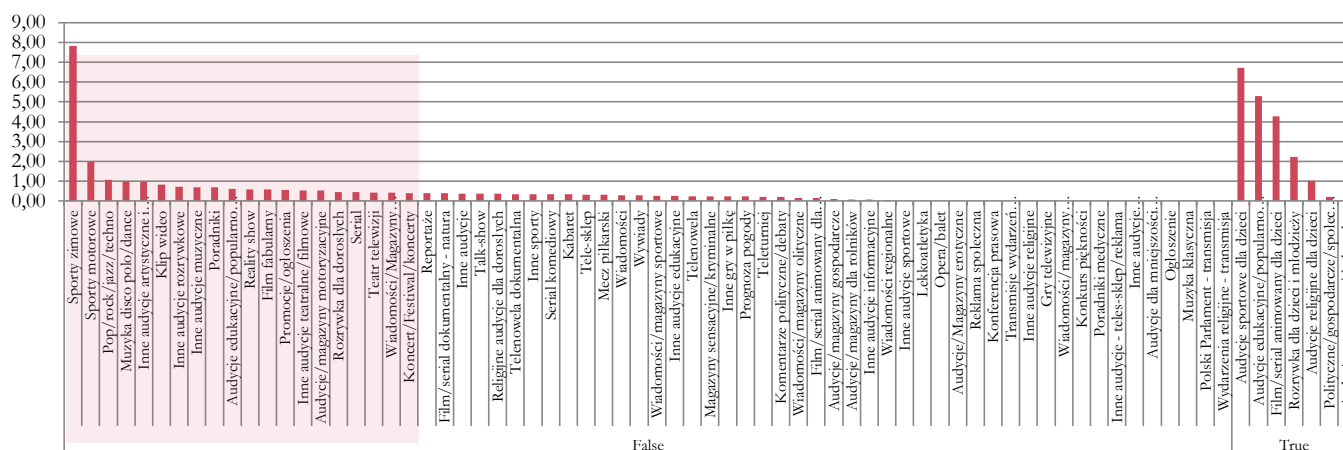 9,00
8,00
7,00
6,00
5,00
4,00
3,00
2,00
1,00
0,00
Sporty zimowe
Sporty motorowe
Pop/rock/jazz/techno
Muzyka disco polo/dance
Inne audycje artystyczne i…
Klip wideo
Inne audycje rozrywkowe
Inne audycje muzyczne
Poradniki
Audycje edukacyjne/popularno…
Reality show
Film fabularny
Promocje/ogłoszenia
Inne audycje teatralne/filmowe
Audycje/magazyny motoryzacyjne
Rozrywka dla dorosłych
Serial
Teatr telewizji
Wiadomości/Magazyny…
Koncert/Festiwal/koncerty
Reportaże
Film/serial dokumentalny - natura
Inne audycje
Talk-show
Religijne audycje dla dorosłych
Telenowela dokumentalna
Inne sporty
Serial komediowy
Kabaret
Tele-sklep
Mecz piłkarski
Wiadomości
Wywiady
Wiadomości/magazyny sportowe
Inne audycje edukacyjne
Telenowela
Magazyny sensacyjne/kryminalne
Inne gry w piłkę
Prognoza pogody
Teleturniej
Komentarze polityczne/debaty
Wiadomości/magazyny olityczne
Film/serial animowany dla…
Audycje/magazyny gospodarcze
Audycje/magazyny dla rolników
Inne audycje informacyjne
Wiadomości regionalne
Inne audycje sportowe
Lekkoatletyka
Opera/balet
Audycje/Magazyny erotyczne
Reklama społeczna
Konferencja prasowa
Transmisje wydarzeń…
Inne audycje religijne
Gry telewizyjne
Wiadomości/magazyny…
Konkurs piękności
Poradniki medyczne
Inne audycje - teles-sklep/reklama
Inne audycje…
Audycje dla mniejszości…
Ogłoszenie
Muzyka klasyczna
Polski Parlament - transmisja
Wydarzenia religijne - transmisja
Audycje sportowe dla dzieci
Audycje edukacyjne/popularno…
Film/serial animowany dla dzieci
Rozrywka dla dzieci i młodzieży
Audycje religijne dla dzieci
Polityczne/gospodarcze/społec…
False
True